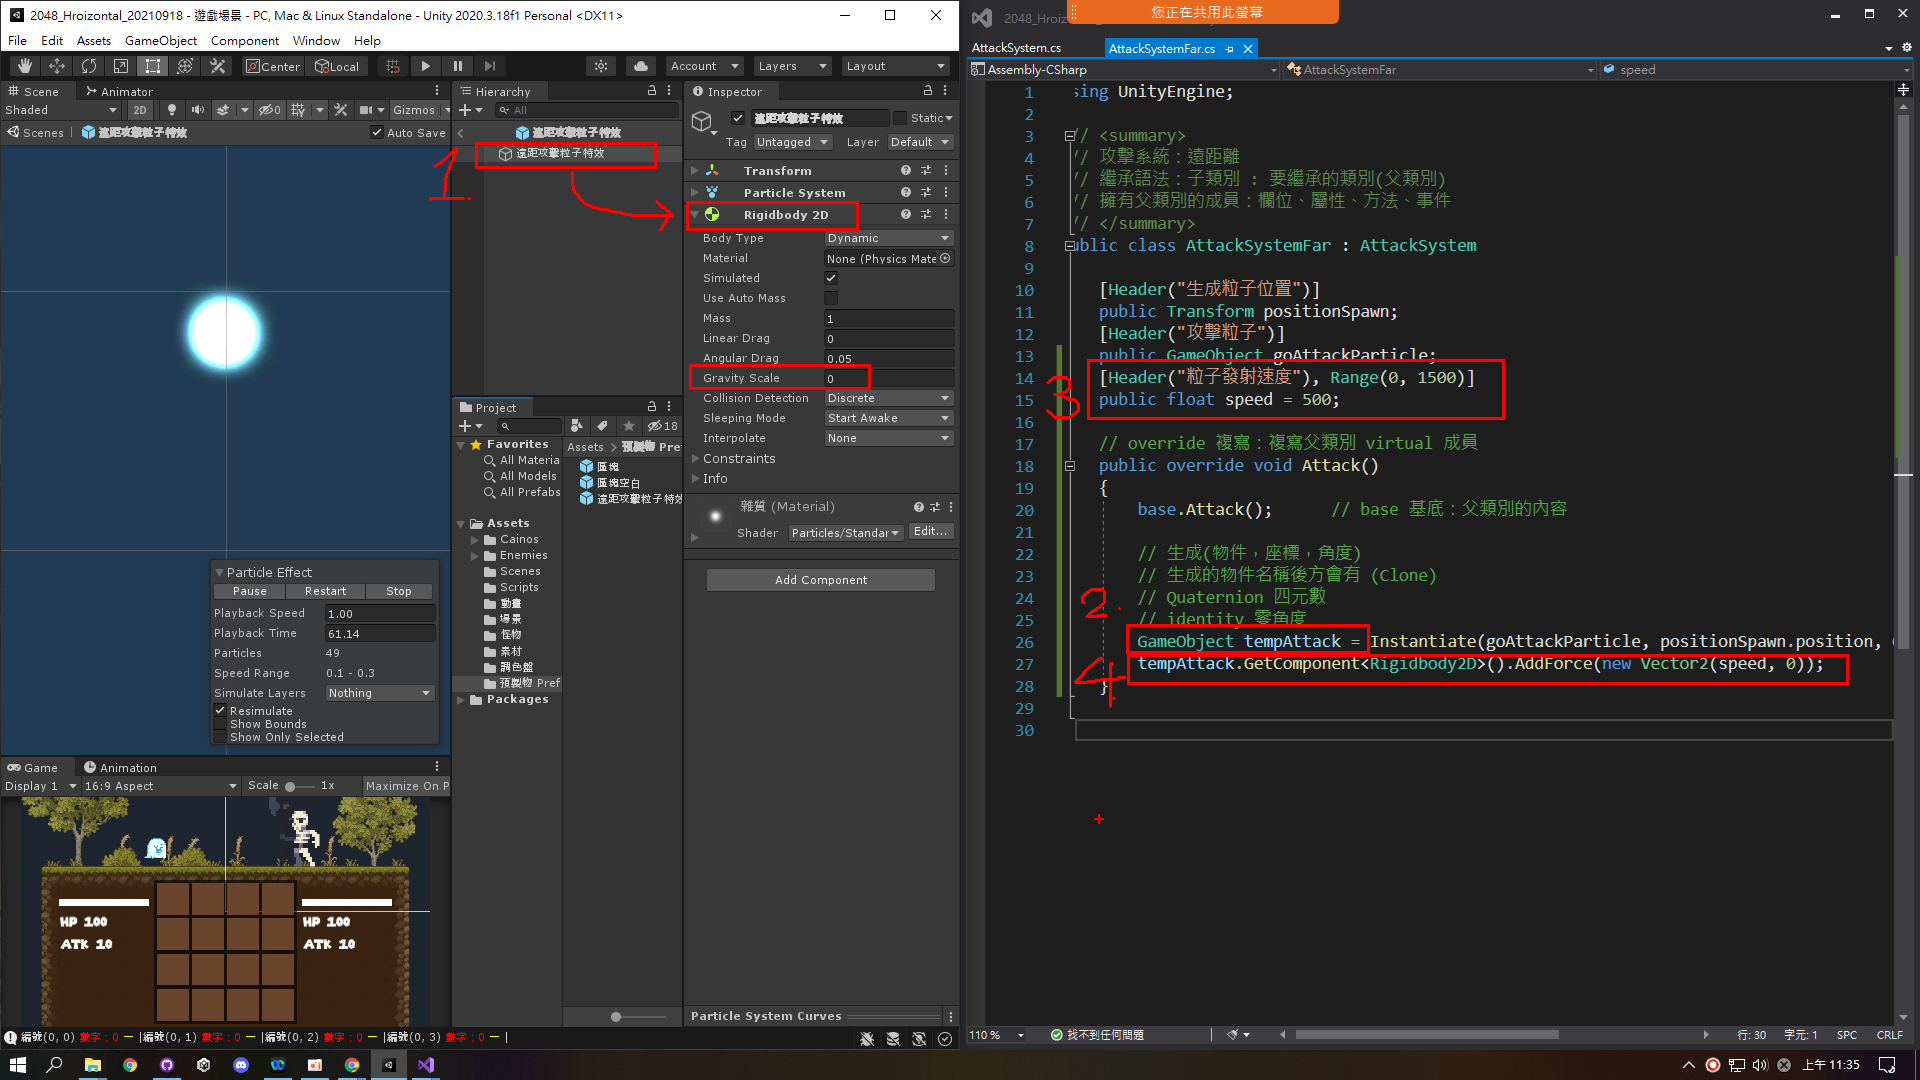 2048_Hroizontal_20210918 - 遊戲場景 - PC, Mac & Linux Standalone - Unity 2020.3.18f1 Personal <DX11>
File Edit Assets GameObject Component Window Help
Center Local Account Layers Layout
Scene Animator
Shaded 2D 0 Gizmos
Scenes 遠距攻擊粒子特效 Auto Save
Particle Effect
Pause Restart Stop
Playback Speed 1.00
Playback Time 61.14
Particles 49
Speed Range 0.1 - 0.3
Simulate Layers Nothing
Resimulate
Show Bounds
Show Only Selected
Game Animation
Display 1 16:9 Aspect Scale 1x Maximize On P
HP 100
ATK 10
HP 100
ATK 10
編號(0, 0) 數字：0 — |編號(0, 1) 數字：0 — |編號(0, 2) 數字：0 — |編號(0, 3) 數字：0 — |
Hierarchy
All
遠距攻擊粒子特效
遠距攻擊粒子特效
1.
Project
18
Favorites
All Materia
All Models
All Prefabs
Assets
Cainos
Enemies
Scenes
Scripts
動畫
場景
怪物
素材
調色盤
預製物 Pref
Packages
Assets 預製物 Pre
區塊
區塊空白
遠距攻擊粒子特效
Inspector
遠距攻擊粒子特效 Static
Tag Untagged Layer Default
Transform
Particle System
Rigidbody 2D
Body Type Dynamic
Material None (Physics Mate
Simulated
Use Auto Mass
Mass 1
Linear Drag 0
Angular Drag 0.05
Gravity Scale 0
Collision Detection Discrete
Sleeping Mode Start Awake
Interpolate None
Constraints
Info
雜質 (Material)
Shader Particles/Standar Edit...
Add Component
Particle System Curves
您正在共用此螢幕
2048_Hroiz
AttackSystem.cs AttackSystemFar.cs
Assembly-CSharp AttackSystemFar speed
1 sing UnityEngine;
2
3 // <summary>
4 // 攻擊系統：遠距離
5 // 繼承語法：子類別 : 要繼承的類別(父類別)
6 // 擁有父類別的成員：欄位、屬性、方法、事件
7 // </summary>
8 ublic class AttackSystemFar : AttackSystem
9
10 [Header("生成粒子位置")]
11 public Transform positionSpawn;
12 [Header("攻擊粒子")]
13 public GameObject goAttackParticle;
14 [Header("粒子發射速度"), Range(0, 1500)]
15 public float speed = 500;
3
16
17 // override 複寫：複寫父類別 virtual 成員
18 public override void Attack()
19 {
20 base.Attack(); // base 基底：父類別的內容
21
22 // 生成(物件，座標，角度)
23 // 生成的物件名稱後方會有 (Clone)
24 // Quaternion 四元數
2.
25 // identity 零角度
26 GameObject tempAttack = Instantiate(goAttackParticle, positionSpawn.position,
27 tempAttack.GetComponent<Rigidbody2D>().AddForce(new Vector2(speed, 0));
4
28 }
29
30
110 % 找不到任何問題 行: 30 字元: 1 SPC CRLF
上午 11:35